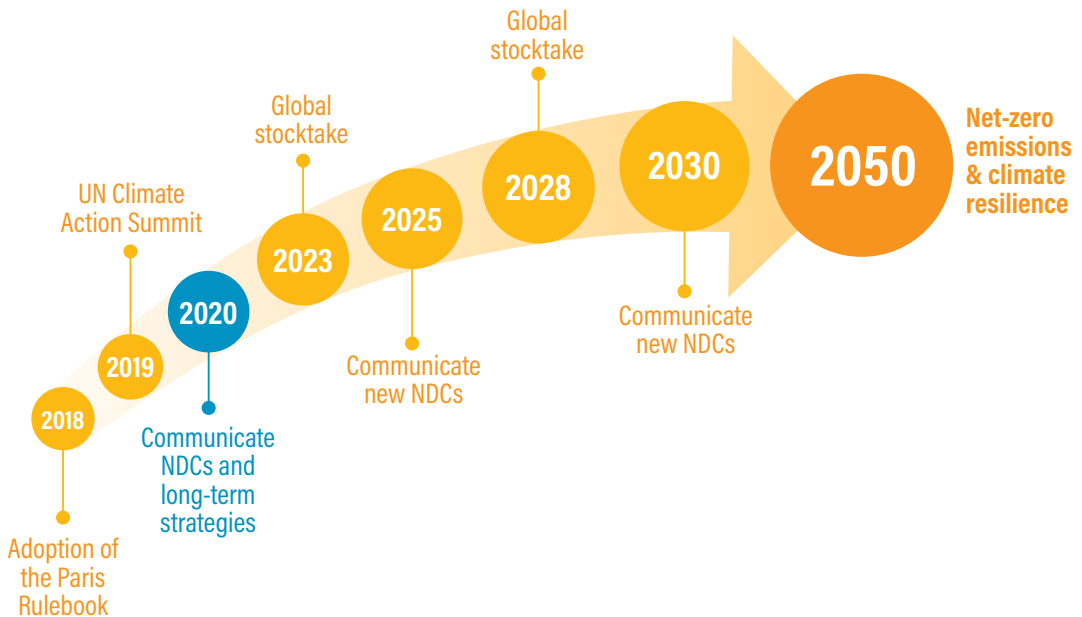 2018
Adoption of
the Paris
Rulebook
UN Climate
Action Summit
2019
2020
Communicate
NDCs and
long-term
strategies
Global
stocktake
2023
2025
Communicate
new NDCs
Global
stocktake
2028
2030
Communicate
new NDCs
2050
Net-zero
emissions
& climate
resilience